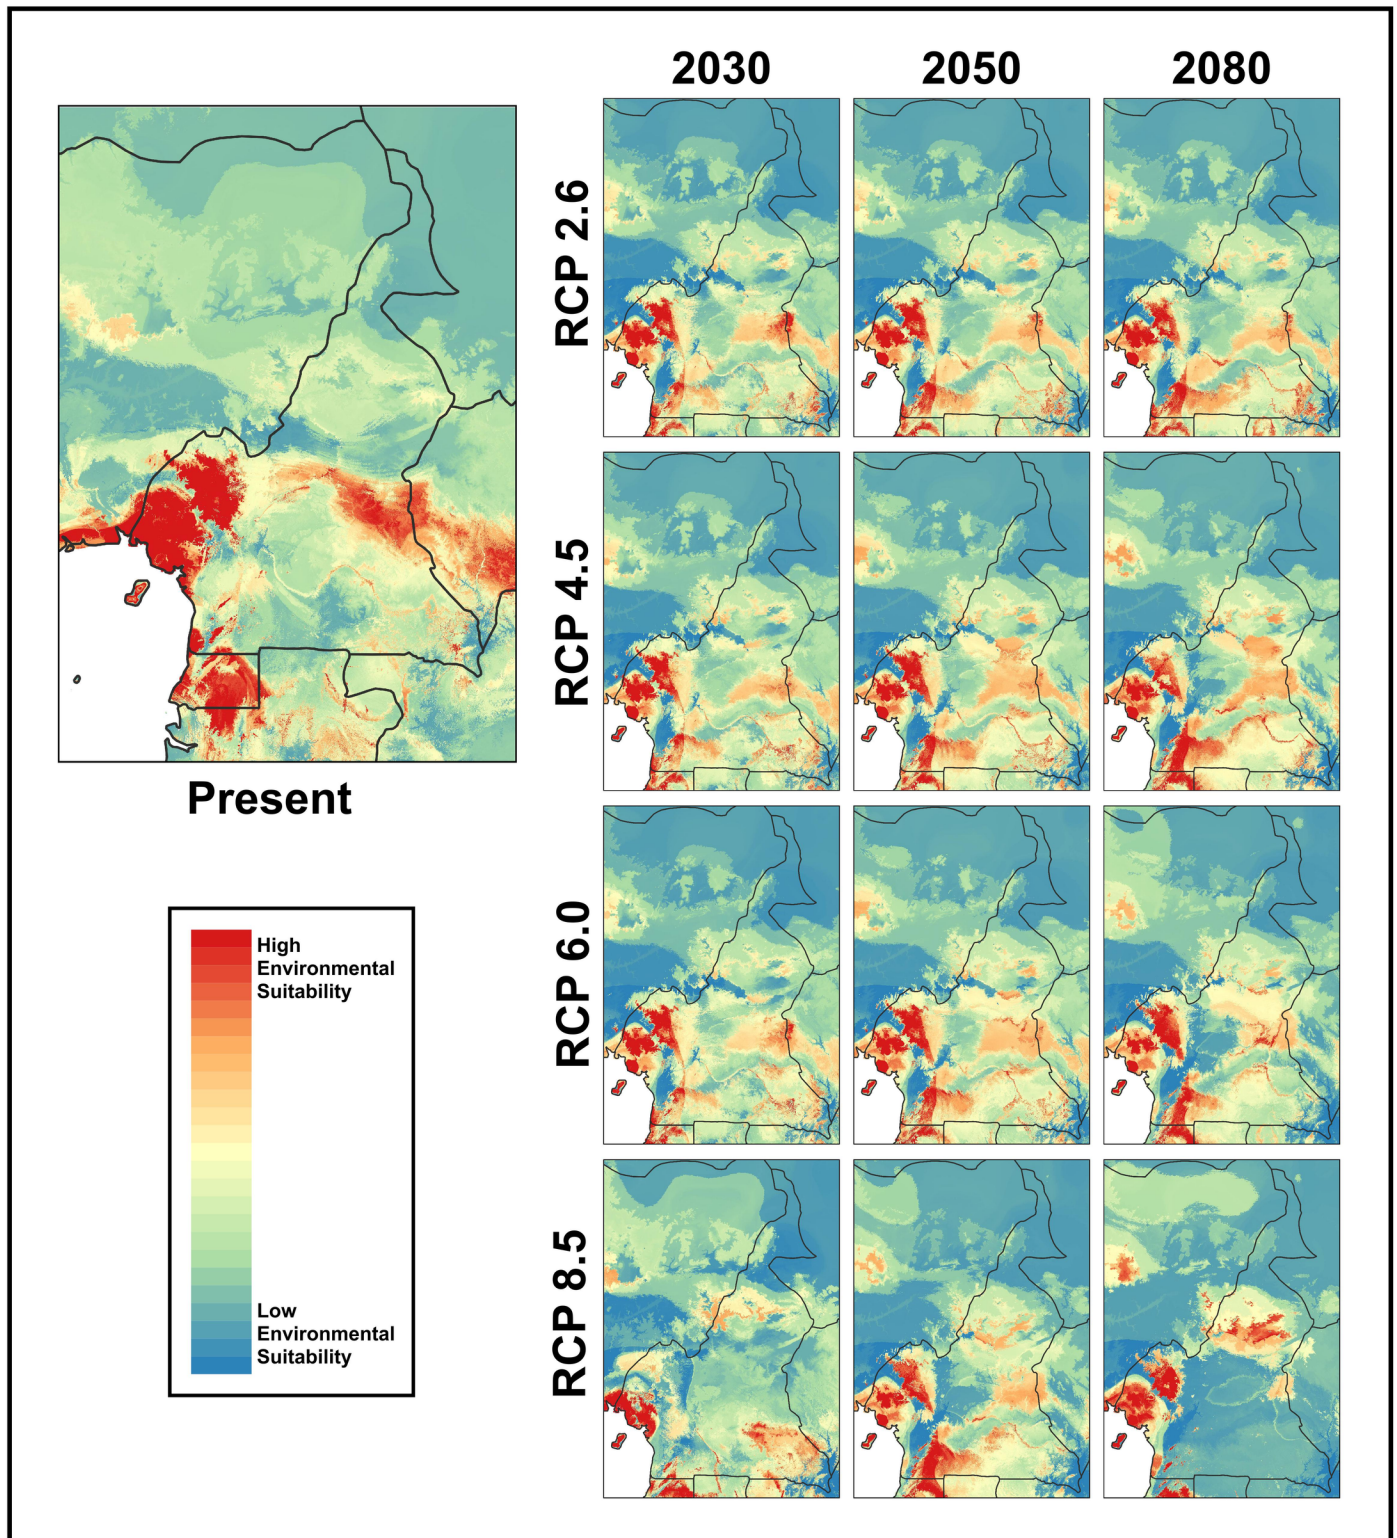 2030 2050 2080
RCP 2.6
RCP 4.5
Present
RCP 6.0
High
Environmental
Suitability
Low
Environmental
Suitability
RCP 8.5